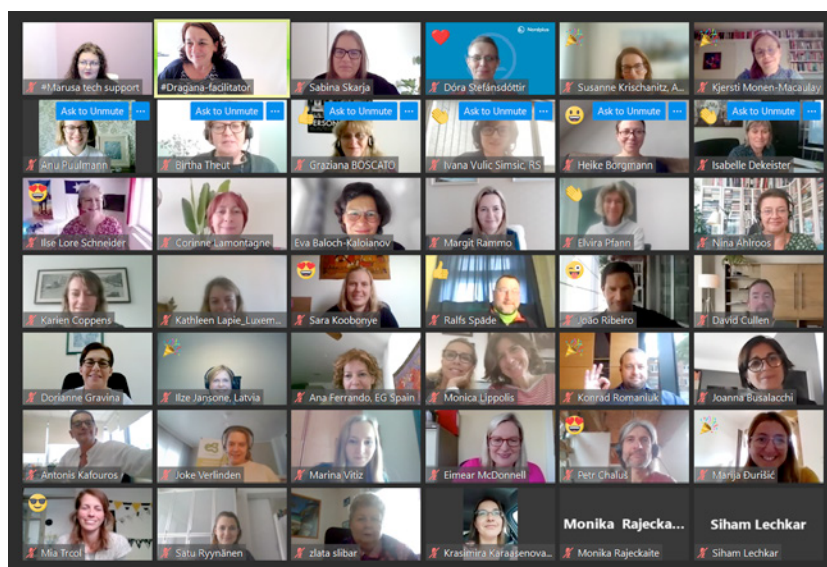 Nordplus
#Marusa tech support
#Dragana-facilitator
Sabina Skarja
Dóra Stefánsdóttir
Susanne Krischanitz, A...
Kjersti Monen-Macaulay
Ask to Unmute ...
Ask to Unmute ...
Ask to Unmute ...
Ask to Unmute ...
Ask to Unmute ...
Ask to Unmute ...
Anu Puulmann
Birtha Theut
Graziana BOSCATO
Ivana Vulic Simsic, RS
Heike Borgmann
Isabelle Dekeister
Ilse Lore Schneider
Corinne Lamontagne
Eva Baloch-Kaloianov
Margit Rammo
Elvira Pfann
Nina Ahlroos
Karien Coppens
Kathleen Lapie_Luxem...
Sara Koobonye
Ralfs Spāde
João Ribeiro
David Cullen
Dorianne Gravina
Ilze Jansone, Latvia
Ana Ferrando, EG Spain
Monica Lippolis
Konrad Romaniuk
Joanna Busalacchi
Antonis Kafouros
Joke Verlinden
Marina Vitiz
Eimear McDonnell
Petr Chaluš
Marija Đurišić
Monika Rajecka...
Siham Lechkar
Mia Trcol
Satu Ryynänen
zlata slibar
Krasimira Karaasenova...
Monika Rajeckaite
Siham Lechkar